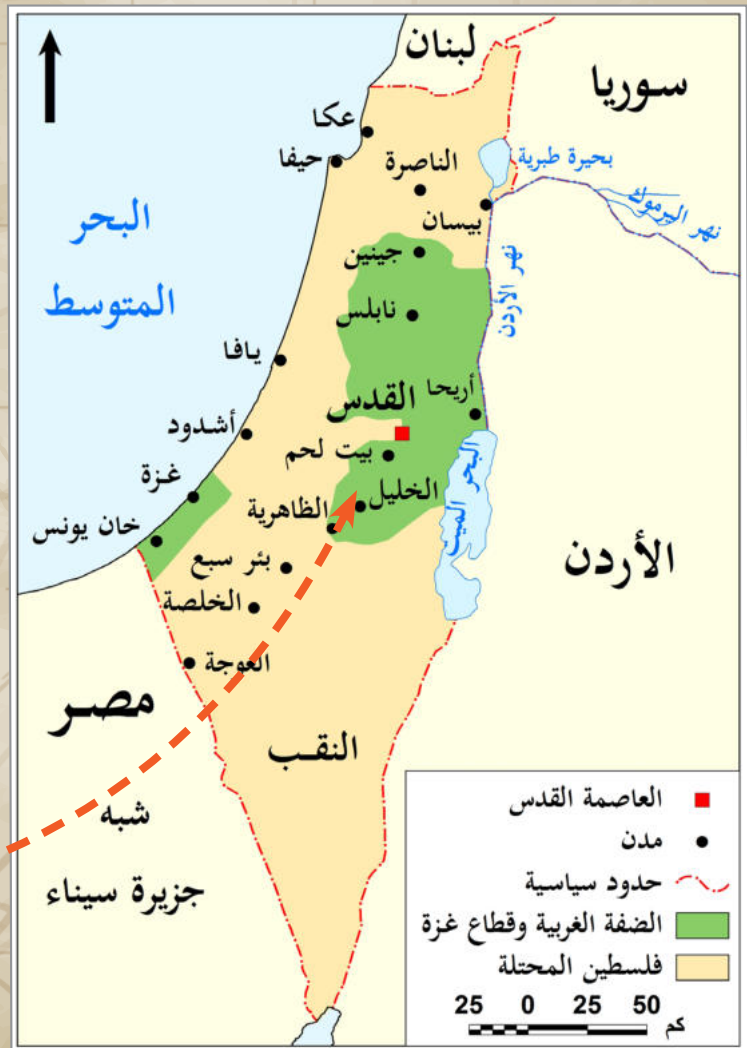 لبنان
سوريا
عكا
حيفا
الناصرة
بحيرة طبرية
بيسان
نهر اليرموك
البحر
المتوسط
جينين
نهر الأردن
نابلس
يافا
أريحا
القدس
أشدود
بيت لحم
البحر الميت
غزة
الخليل
الظاهرية
خان يونس
بئر سبع
الأردن
الخلصة
العوجة
مصر
النقب
شبه
جزيرة سيناء
العاصمة القدس
مدن
حدود سياسية
الضفة الغربية وقطاع غزة
فلسطين المحتلة
25 0 25 50
كم